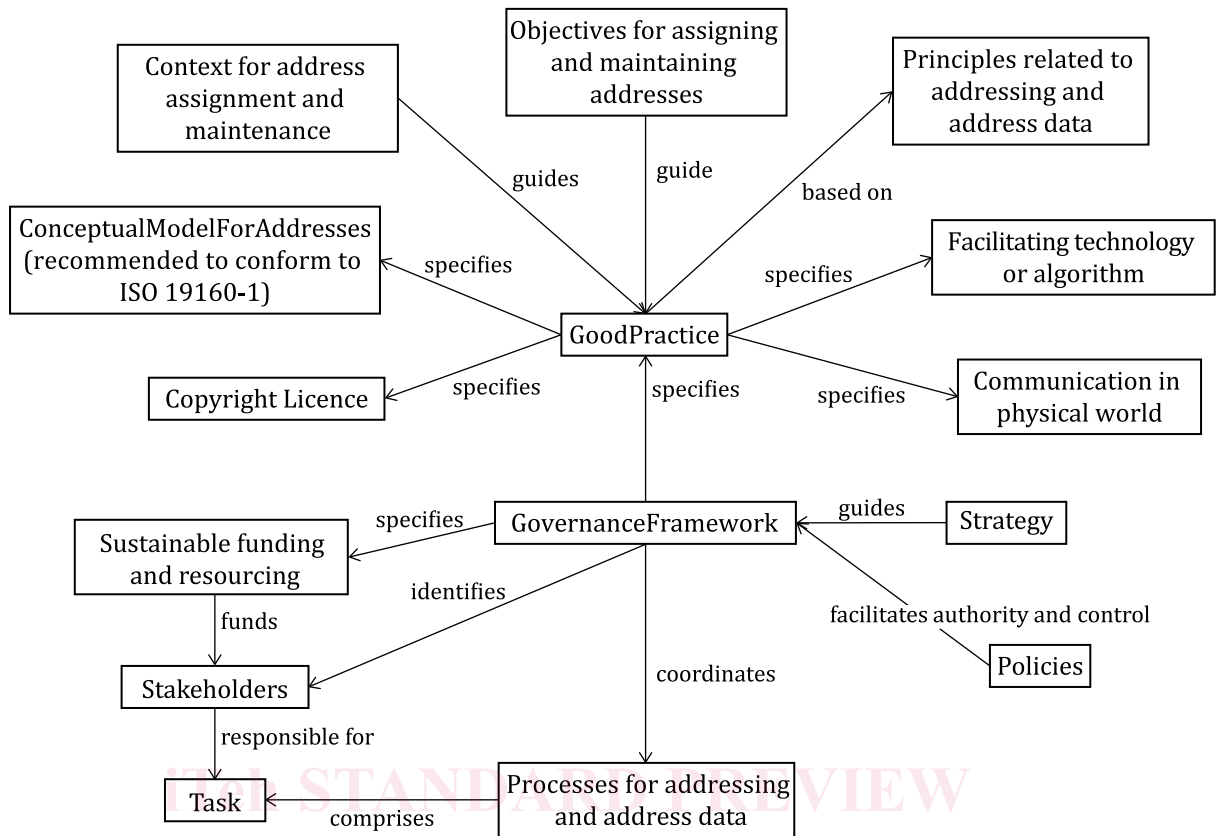 Context for address
assignment and
maintenance
Objectives for assigning
and maintaining
addresses
Principles related to
addressing and
address data
guides
guide
based on
ConceptualModelForAddresses
(recommended to conform to
ISO 19160-1)
specifies
specifies
Facilitating technology
or algorithm
GoodPractice
Copyright Licence
specifies
specifies
specifies
Communication in
physical world
Sustainable funding
and resourcing
specifies
GovernanceFramework
guides
Strategy
funds
identifies
facilitates authority and control
Stakeholders
coordinates
Policies
responsible for
Task
comprises
Processes for addressing
and address data
iTeh STANDARD PREVIEW